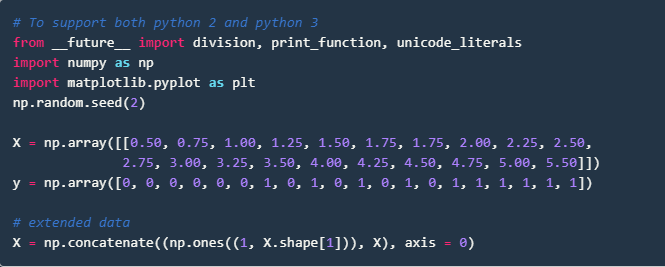 # To support both python 2 and python 3
from __future__ import division, print_function, unicode_literals
import numpy as np
import matplotlib.pyplot as plt
np.random.seed(2)

X = np.array([[0.50, 0.75, 1.00, 1.25, 1.50, 1.75, 1.75, 2.00, 2.25, 2.50,
              2.75, 3.00, 3.25, 3.50, 4.00, 4.25, 4.50, 4.75, 5.00, 5.50]])
y = np.array([0, 0, 0, 0, 0, 0, 1, 0, 1, 0, 1, 0, 1, 0, 1, 1, 1, 1, 1, 1])

# extended data
X = np.concatenate((np.ones((1, X.shape[1])), X), axis = 0)